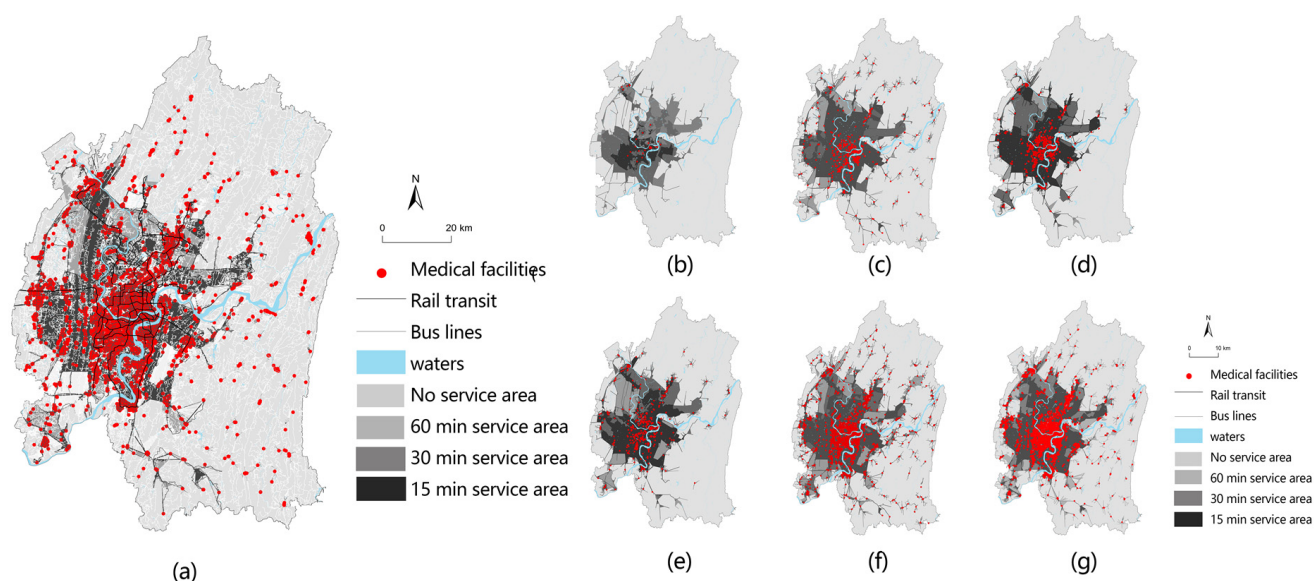 N
0 20 km
Medical facilities
Rail transit
Bus lines
waters
No service area
60 min service area
30 min service area
15 min service area
(a)
(b)
(c)
(d)
(e)
(f)
(g)
N
0 10 km
Medical facilities
Rail transit
Bus lines
waters
No service area
60 min service area
30 min service area
15 min service area